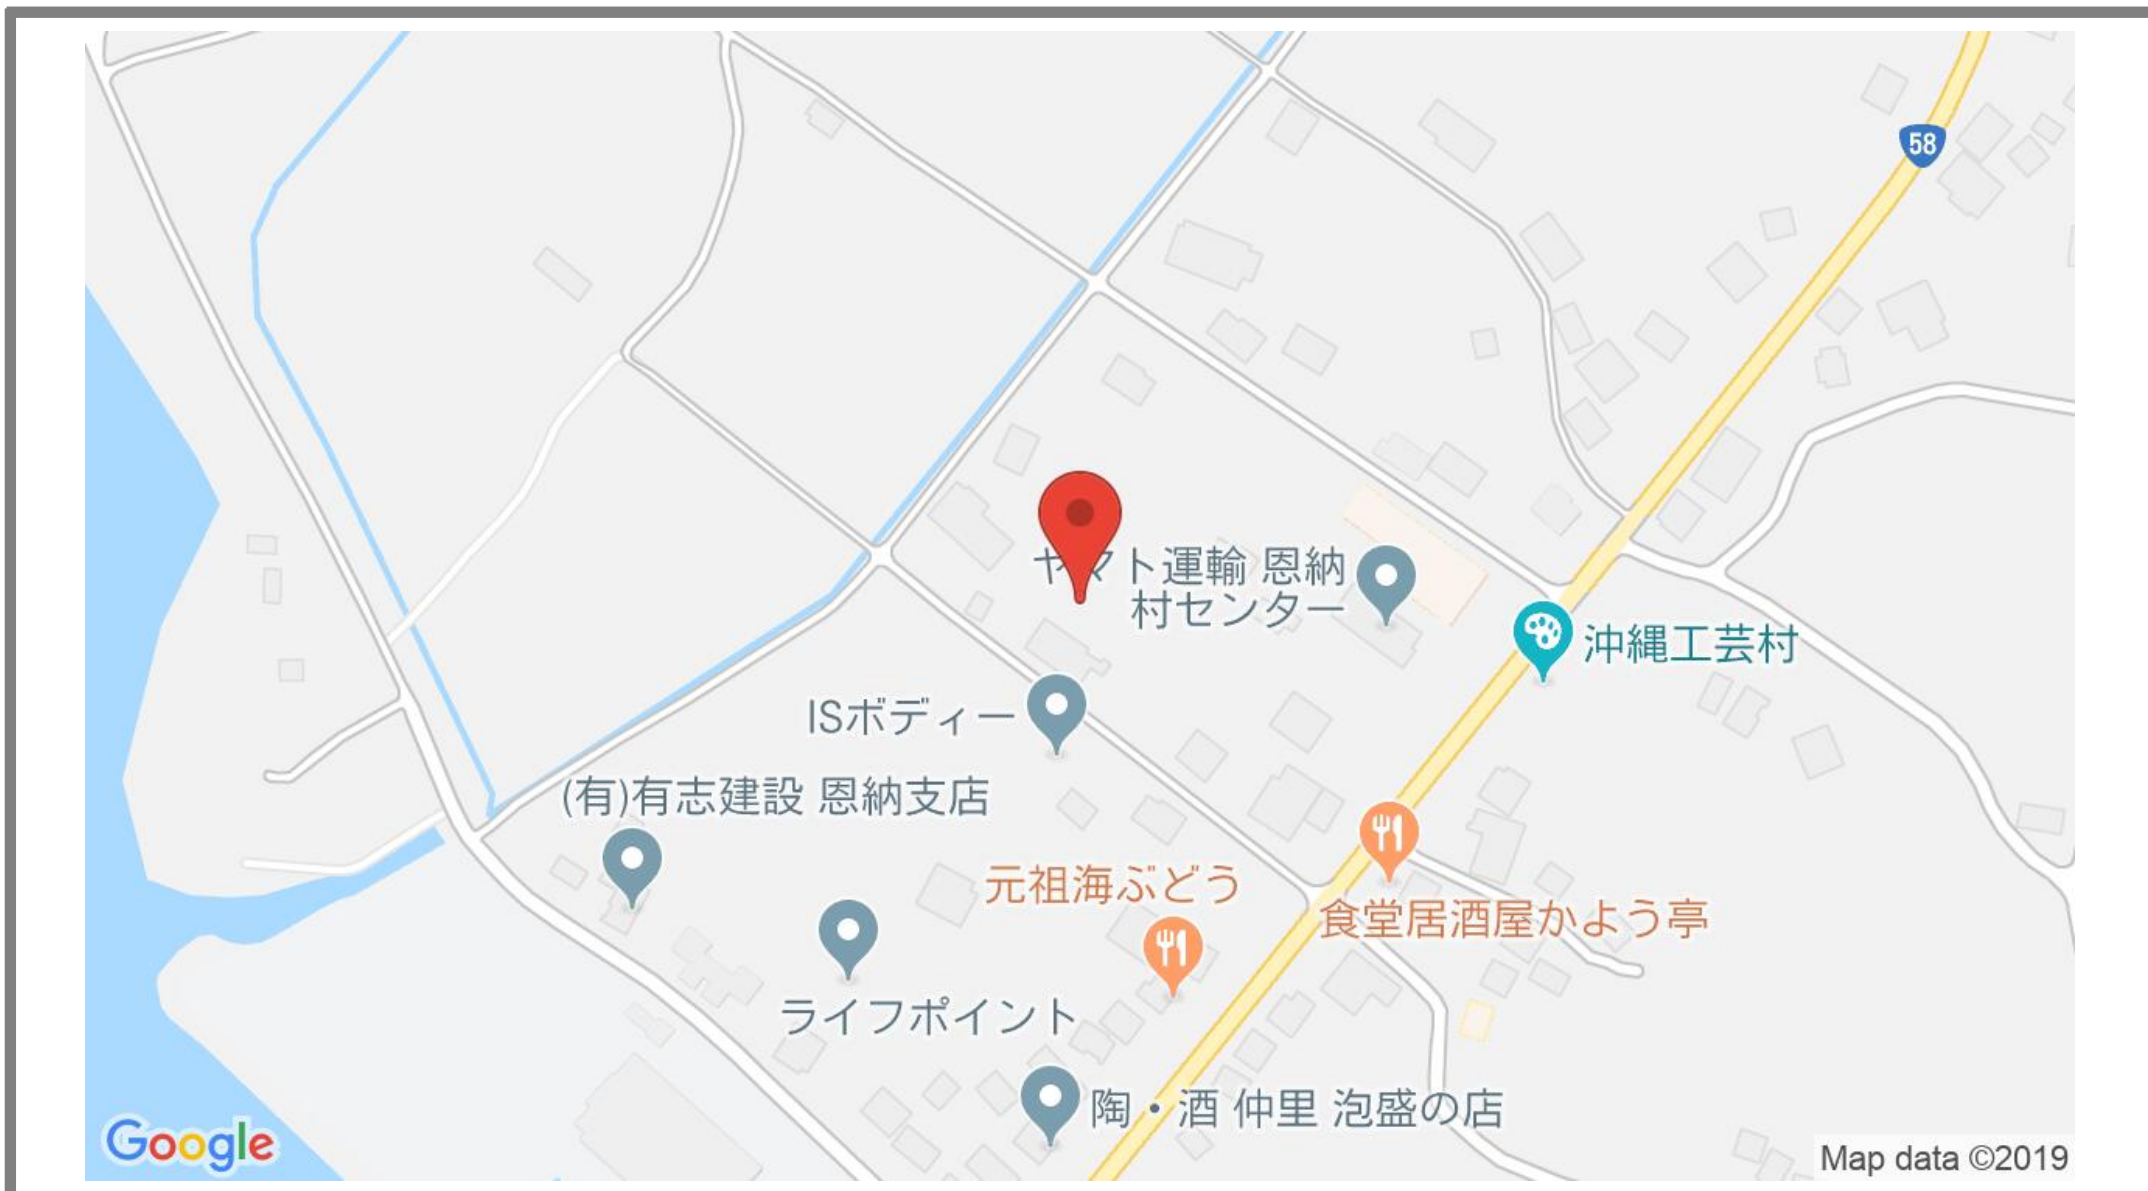 58
ヤマト運輸 恩納
村センター
沖縄工芸村
ISボディー
(有)有志建設 恩納支店
元祖海ぶどう
食堂居酒屋かよう亭
ライフポイント
陶・酒 仲里 泡盛の店
Google
Map data ©2019